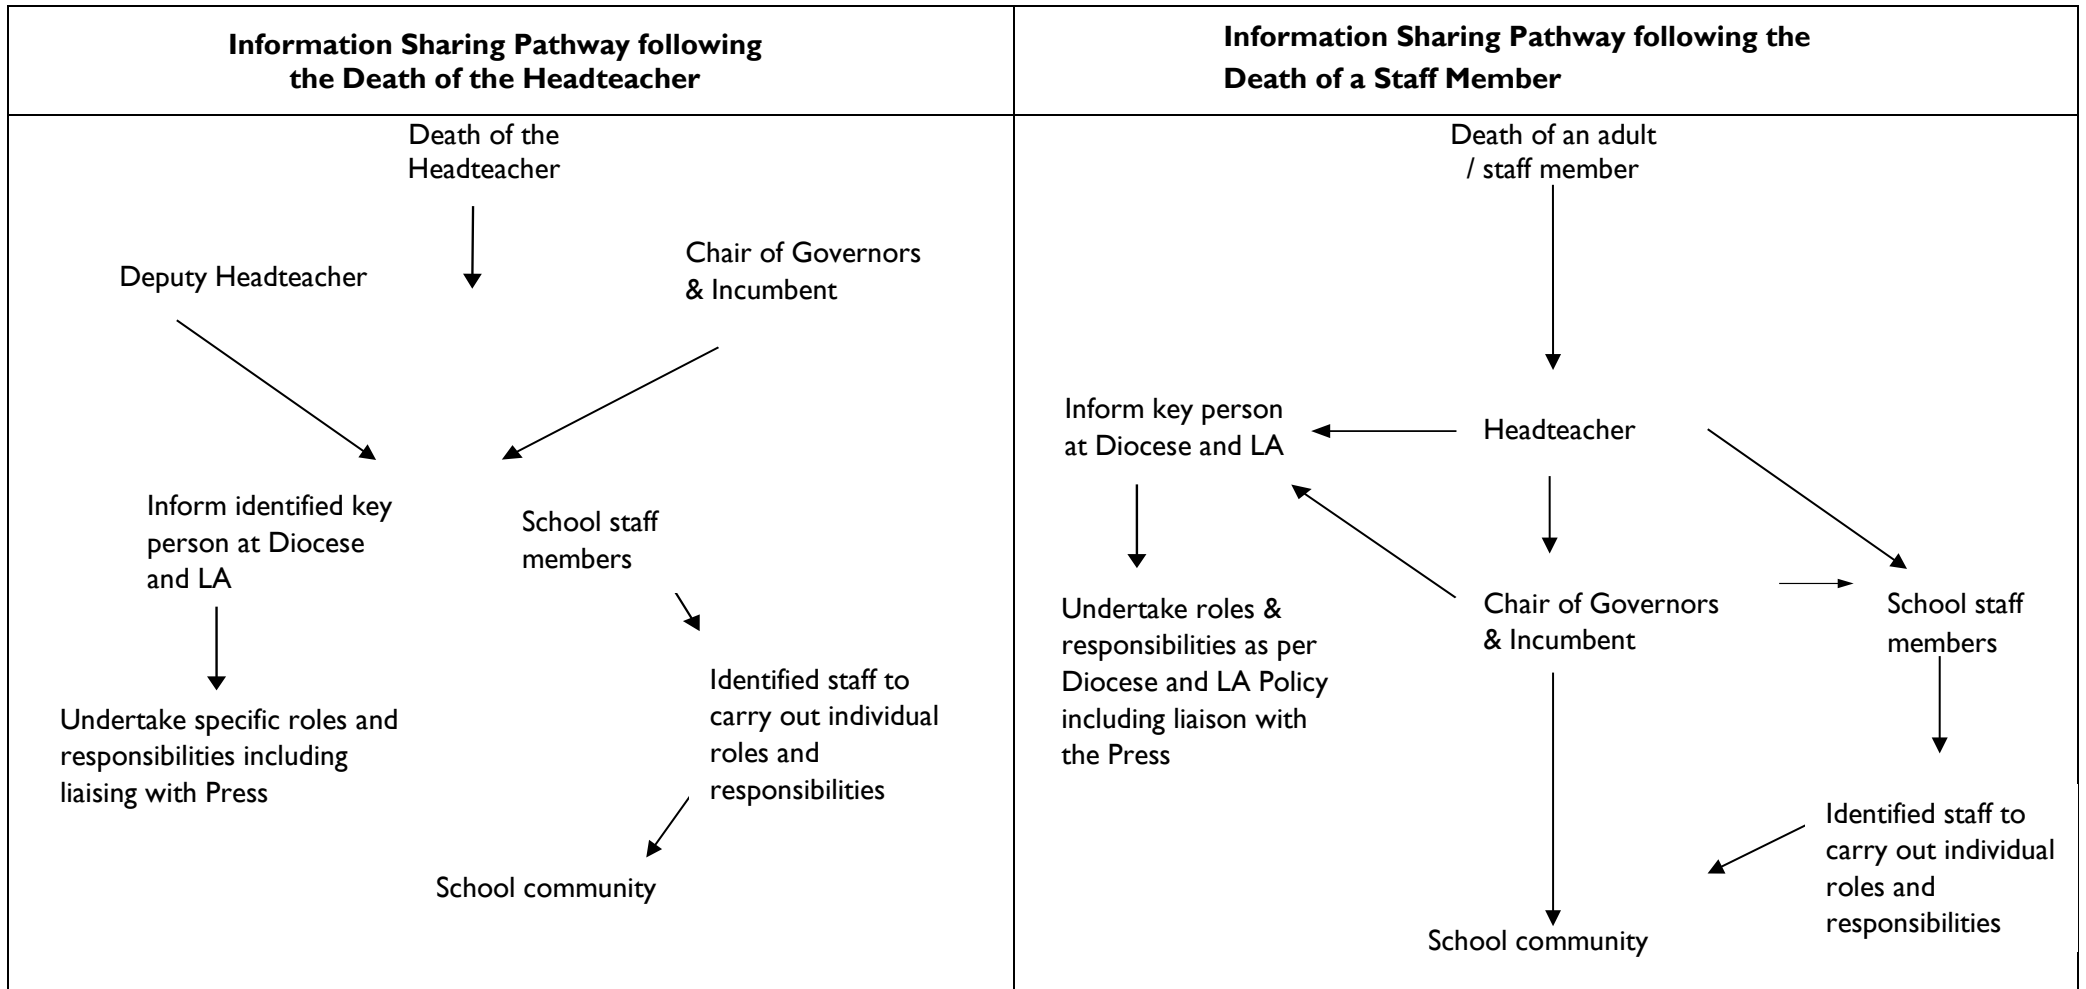 Information Sharing Pathway following
the Death of the Headteacher
Death of the
Headteacher
Deputy Headteacher
Chair of Governors
& Incumbent
Inform identified key
person at Diocese
and LA
School staff
members
Undertake specific roles and
responsibilities including
liaising with Press
Identified staff to
carry out individual
roles and
responsibilities
School community
Information Sharing Pathway following the
Death of a Staff Member
Death of an adult
/ staff member
Inform key person
at Diocese and LA
Headteacher
Undertake roles &
responsibilities as per
Diocese and LA Policy
including liaison with
the Press
Chair of Governors
& Incumbent
School staff
members
Identified staff to
carry out individual
roles and
responsibilities
School community